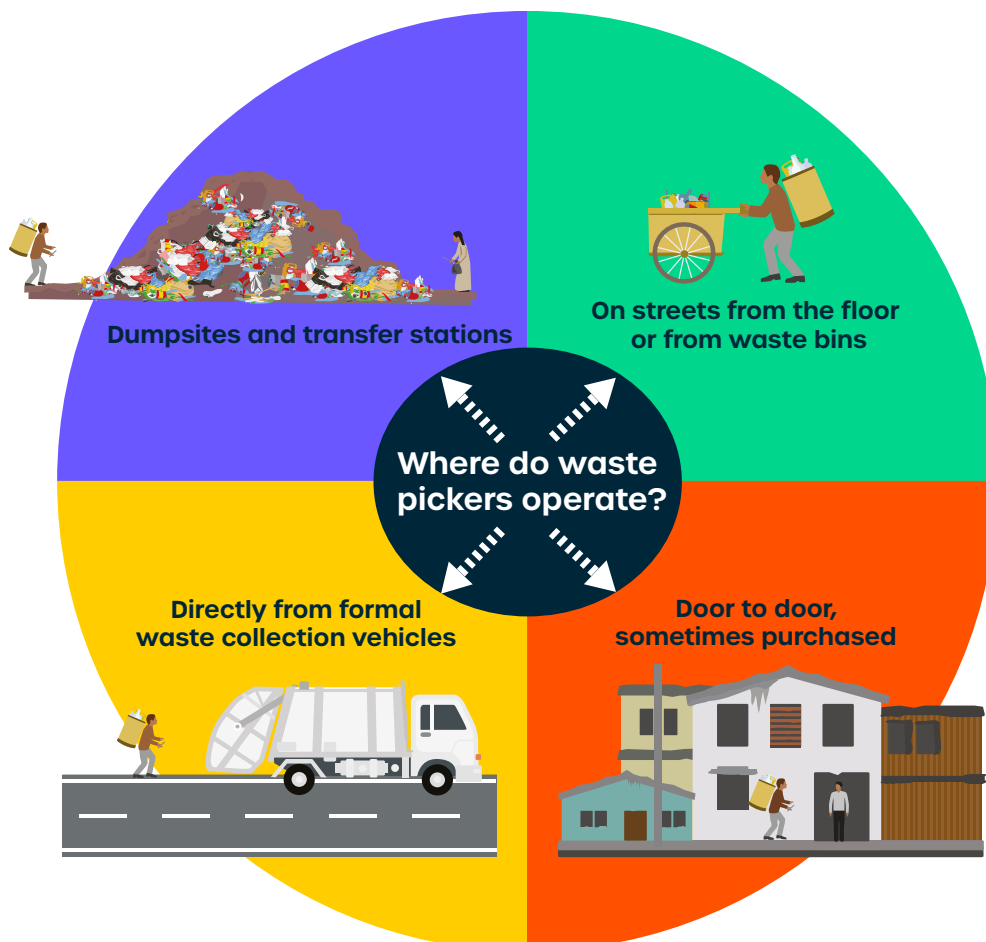 Dumpsites and transfer stations
On streets from the floor
or from waste bins
Where do waste
pickers operate?
Directly from formal
waste collection vehicles
Door to door,
sometimes purchased